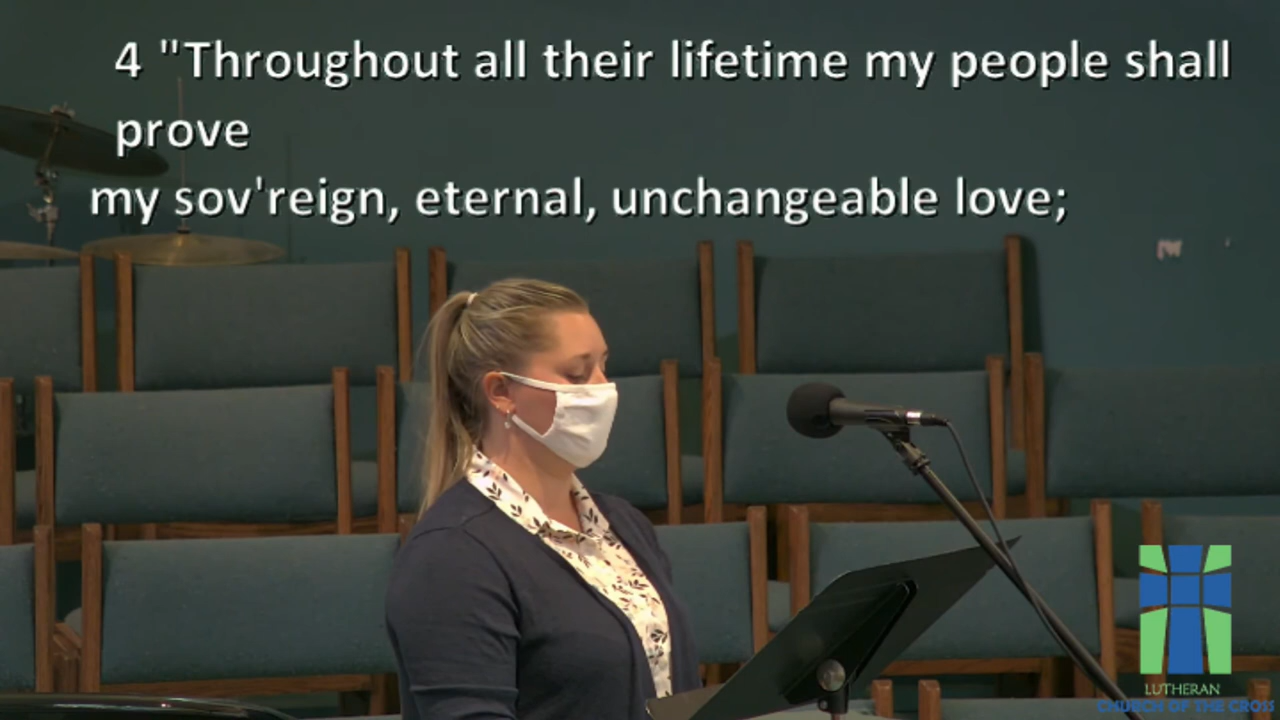 4 "Throughout all their lifetime my people shall
prove
my sov'reign, eternal, unchangeable love;
LUTHERAN
CHURCH OF THE CROSS